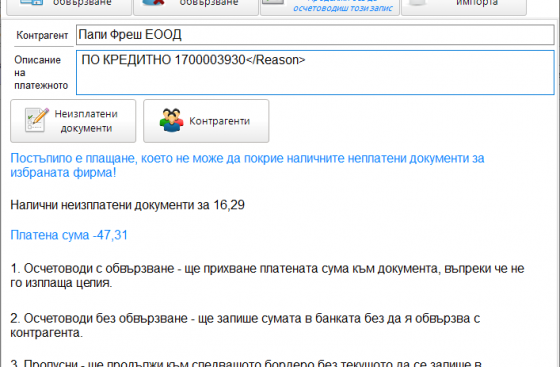 обвързване
обвързване
осчетоводиш този запис
импорта
Контрагент
Папи Фреш ЕООД
Описание
на
платежното
ПО КРЕДИТНО 1700003930</Reason>
Неизплатени
документи
Контрагенти
Постъпило е плащане, което не може да покрие наличните неплатени документи за
избраната фирма!
Налични неизплатени документи за 16,29
Платена сума -47,31
1. Осчетоводи с обвързване - ще прихване платената сума към документа, въпреки че не
го изплаща целия.
2. Осчетоводи без обвързване - ще запише сумата в банката без да я обвързва с
контрагента.
3. Пропусни - ще продължи към следващото бордеро без текущото да се запише в